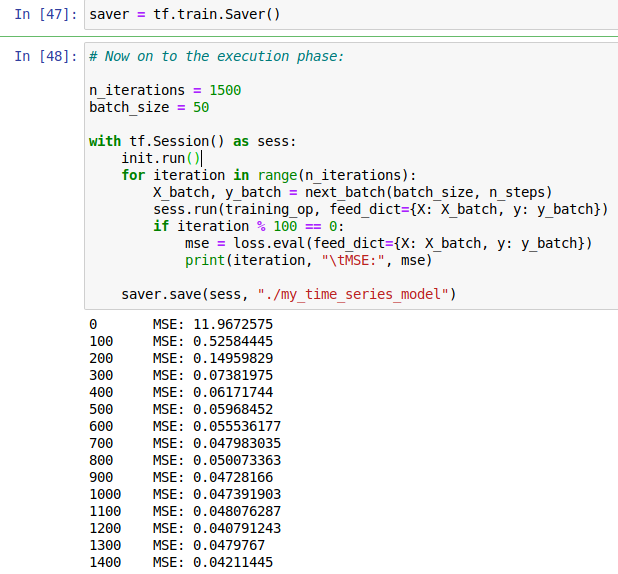 In [47]: saver = tf.train.Saver()
In [48]: # Now on to the execution phase:
n_iterations = 1500
batch_size = 50
with tf.Session() as sess:
    init.run()
    for iteration in range(n_iterations):
        X_batch, y_batch = next_batch(batch_size, n_steps)
        sess.run(training_op, feed_dict={X: X_batch, y: y_batch})
        if iteration % 100 == 0:
            mse = loss.eval(feed_dict={X: X_batch, y: y_batch})
            print(iteration, "\tMSE:", mse)
    saver.save(sess, "./my_time_series_model")
0 MSE: 11.9672575
100 MSE: 0.52584445
200 MSE: 0.14959829
300 MSE: 0.07381975
400 MSE: 0.06171744
500 MSE: 0.05968452
600 MSE: 0.055536177
700 MSE: 0.047983035
800 MSE: 0.050073363
900 MSE: 0.04728166
1000 MSE: 0.047391903
1100 MSE: 0.048076287
1200 MSE: 0.040791243
1300 MSE: 0.0479767
1400 MSE: 0.04211445